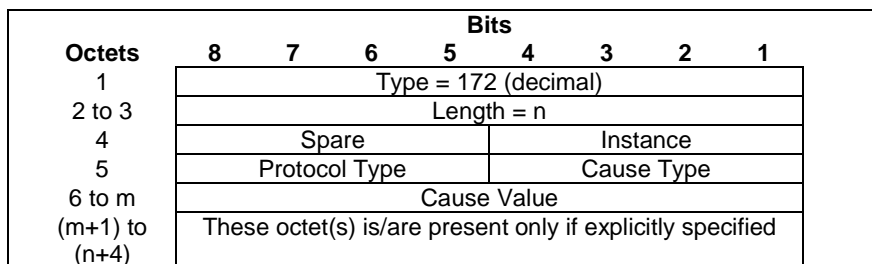 Bits
Octets 8 7 6 5 4 3 2 1
1 Type = 172 (decimal)
2 to 3 Length = n
4 Spare Instance
5 Protocol Type Cause Type
6 to m Cause Value
(m+1) to These octet(s) is/are present only if explicitly specified
(n+4)